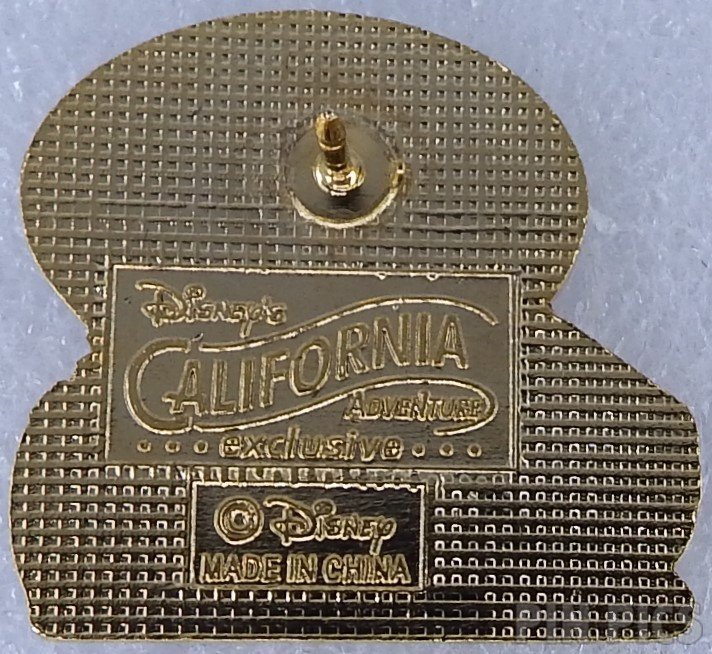 Disney's
CALIFORNIA
ADVENTURE
• • • exclusive • • •
© Disney
MADE IN CHINA